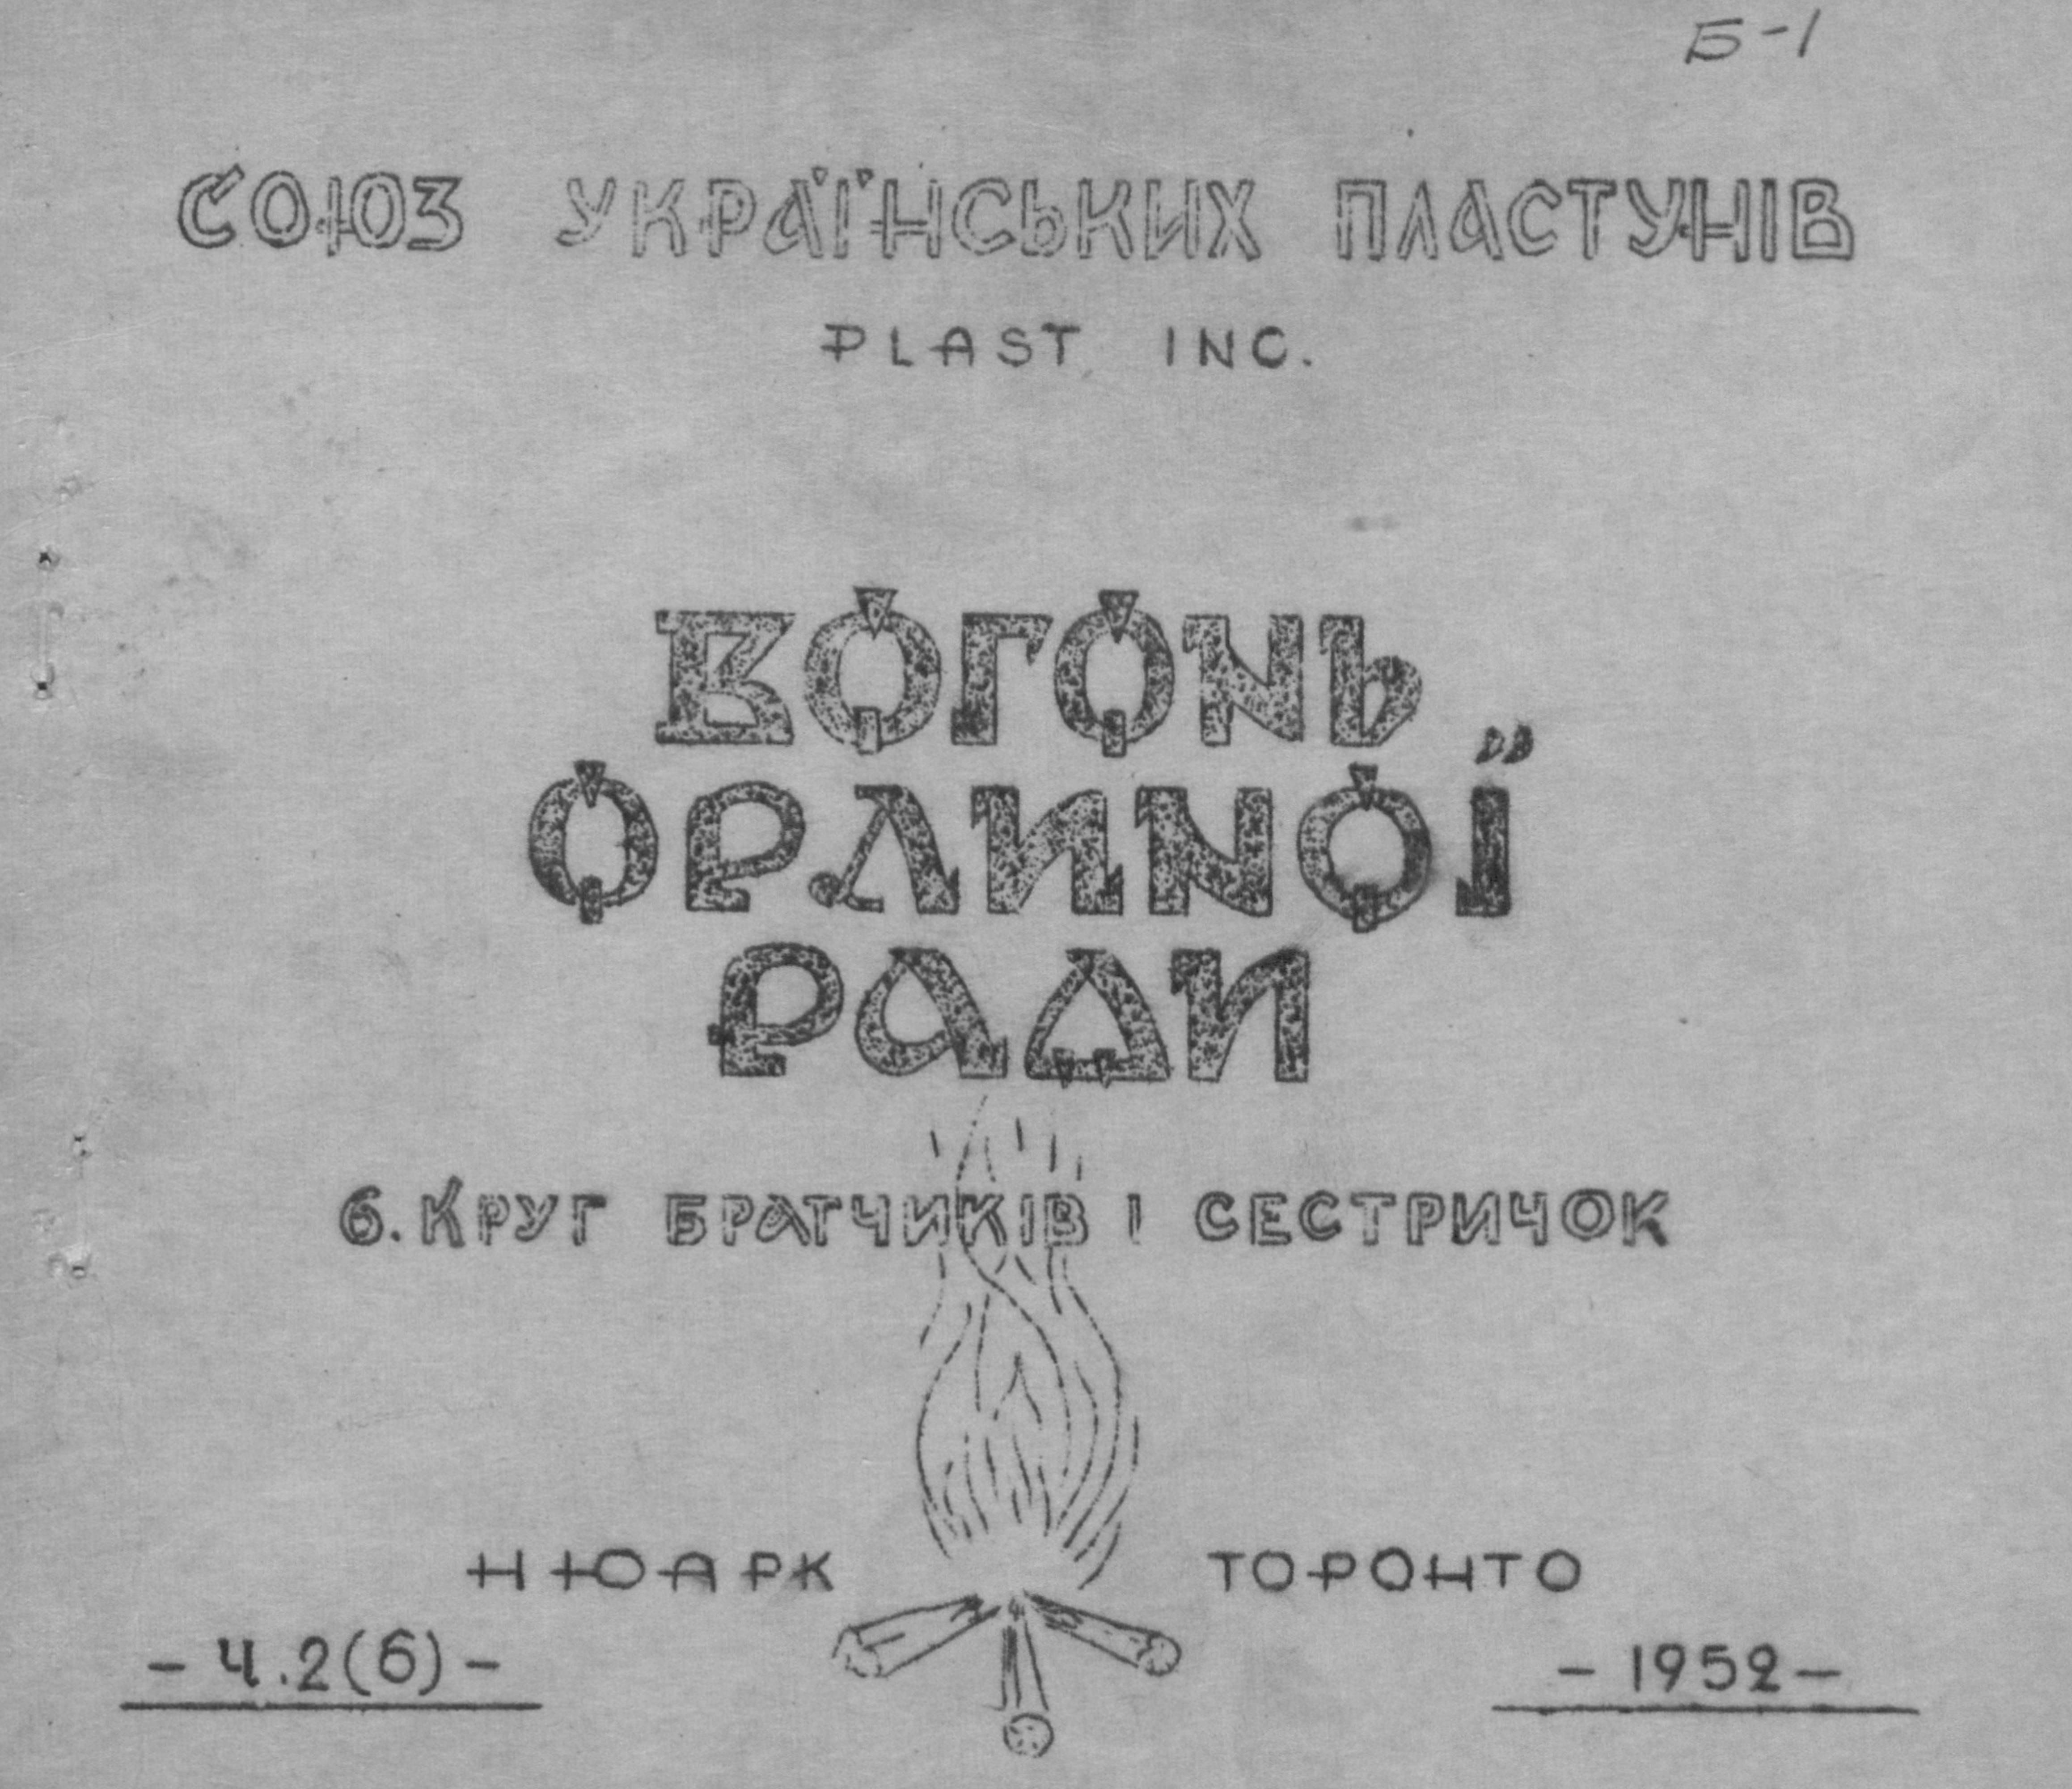 Б-1
СОЮЗ УКРАЇНСЬКИХ ПЛАСТУНІВ
PLAST INC.
ВОГОНЬ
ОРЛИНОЇ
РАДИ
6. КРУГ БРАТЧИКІВ І СЕСТРИЧОК
НЮАРК ТОРОНТО
- Ч.2(6) - - 1952 -